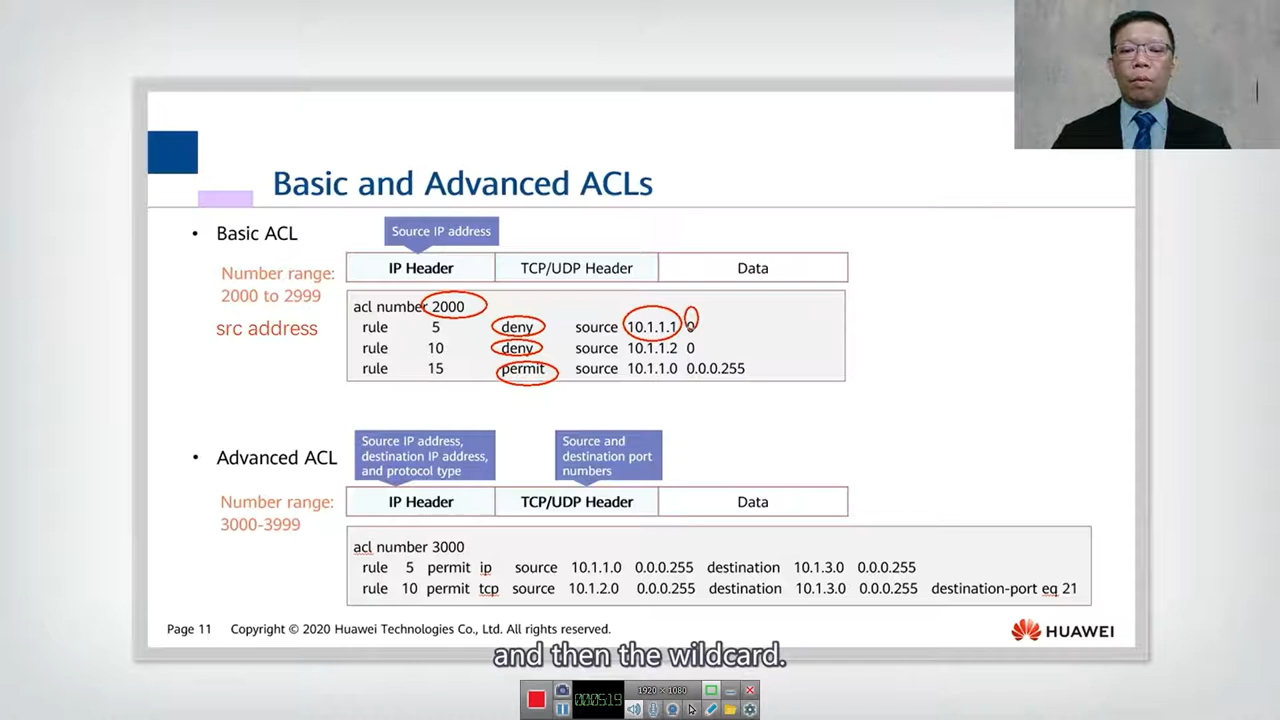 Basic and Advanced ACLs
• Basic ACL
Source IP address
Number range:
2000 to 2999
src address
IP Header TCP/UDP Header Data
acl number 2000
rule 5 deny source 10.1.1.1 0
rule 10 deny source 10.1.1.2 0
rule 15 permit source 10.1.1.0 0.0.0.255
• Advanced ACL
Source IP address,
destination IP address,
and protocol type
Source and
destination port
numbers
Number range:
3000-3999
IP Header TCP/UDP Header Data
acl number 3000
rule 5 permit ip source 10.1.1.0 0.0.0.255 destination 10.1.3.0 0.0.0.255
rule 10 permit tcp source 10.1.2.0 0.0.0.255 destination 10.1.3.0 0.0.0.255 destination-port eq 21
Page 11 Copyright © 2020 Huawei Technologies Co., Ltd. All rights reserved.
HUAWEI
and then the wildcard.
000:05:19
1920 × 1080